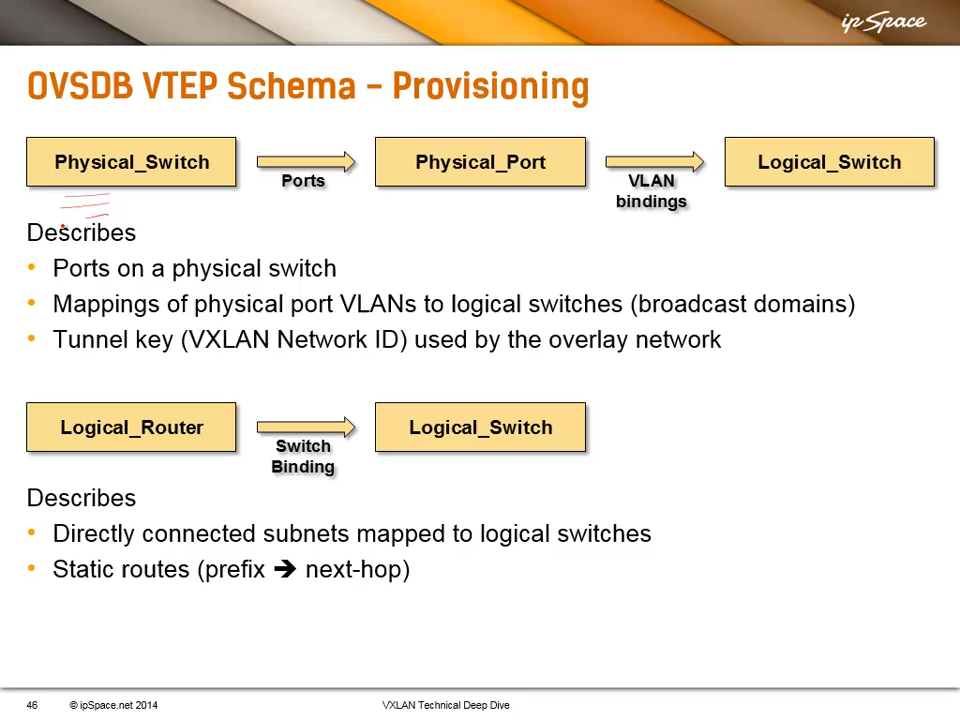 ipSpace
OVSDB VTEP Schema – Provisioning
Physical_Switch
Ports
Physical_Port
VLAN
bindings
Logical_Switch
Describes
• Ports on a physical switch
• Mappings of physical port VLANs to logical switches (broadcast domains)
• Tunnel key (VXLAN Network ID) used by the overlay network
Logical_Router
Switch
Binding
Logical_Switch
Describes
• Directly connected subnets mapped to logical switches
• Static routes (prefix → next-hop)
46 © ipSpace.net 2014 VXLAN Technical Deep Dive